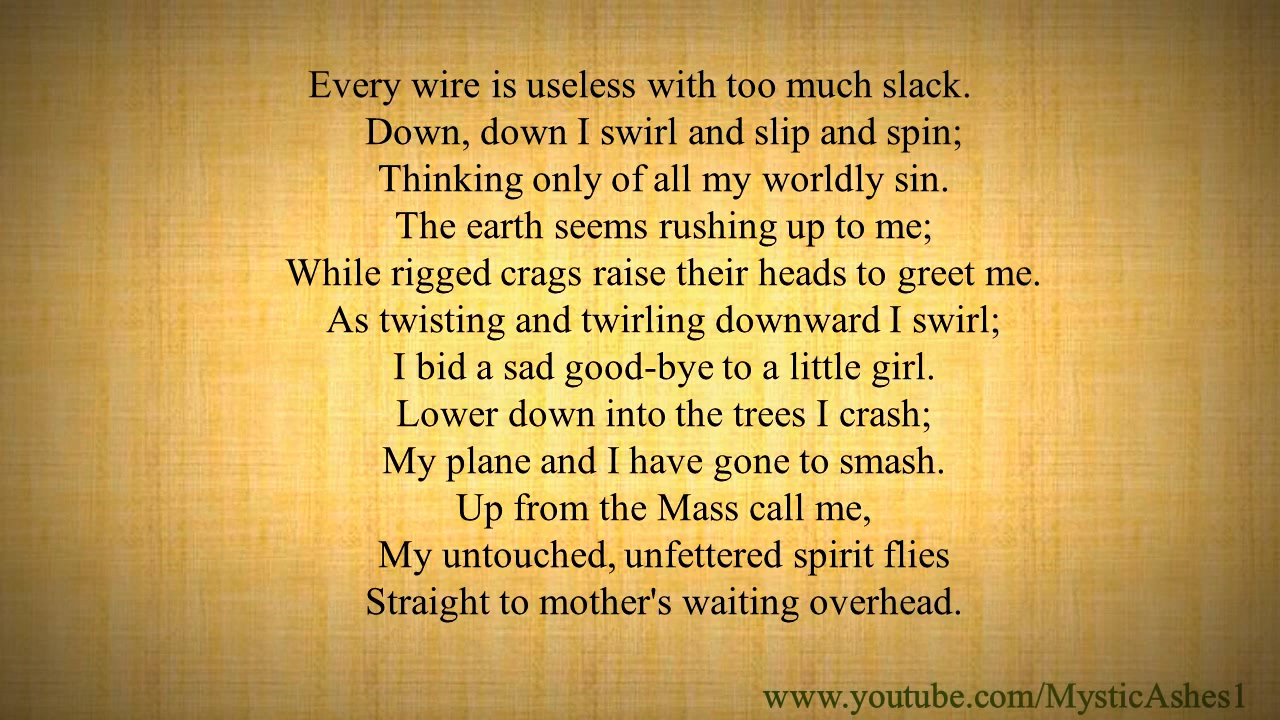 Every wire is useless with too much slack.
Down, down I swirl and slip and spin;
Thinking only of all my worldly sin.
The earth seems rushing up to me;
While rigged crags raise their heads to greet me.
As twisting and twirling downward I swirl;
I bid a sad good-bye to a little girl.
Lower down into the trees I crash;
My plane and I have gone to smash.
Up from the Mass call me,
My untouched, unfettered spirit flies
Straight to mother's waiting overhead.
www.youtube.com/MysticAshes1